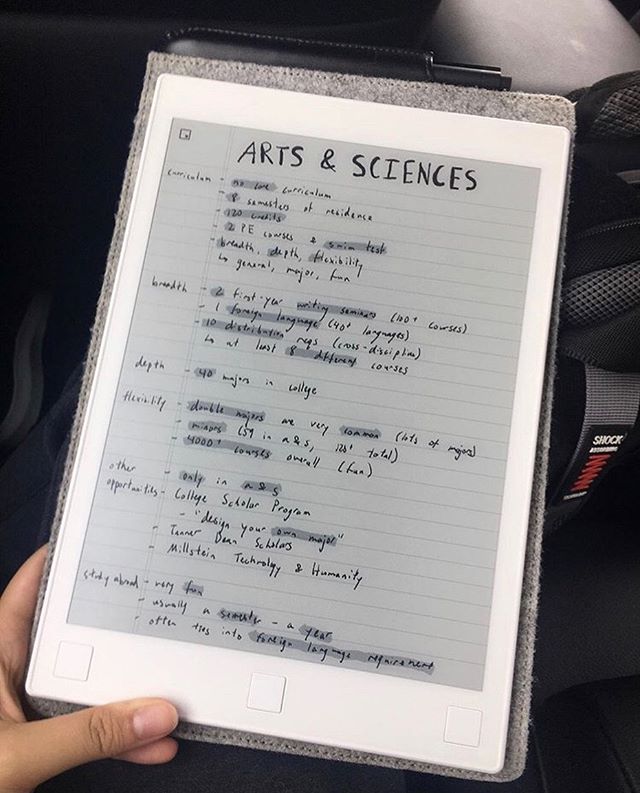 ARTS & SCIENCES
curriculum - no core curriculum
- 8 semesters of residence
- 120 credits
- 2 PE courses & swim test
- breadth, depth, flexibility
↳ general, major, fun
breadth - 2 first-year writing seminars (100+ courses)
- 1 foreign language (40+ languages)
- 10 distribution reqs (cross-discipline)
↳ at least 8 different courses
depth - 40 majors in college
flexibility - double majors are very common (lots of majors)
- minors (59 in a&s, 120+ total)
- 4000+ courses overall (fun)
other - only in a&s
opportunities - College Scholar Program
- "design your own major"
- Tanner Dean Scholars
- Millstein Technology & Humanity
study abroad - very fun
- usually a semester - a year
- often ties into foreign language requirement
SHOCK